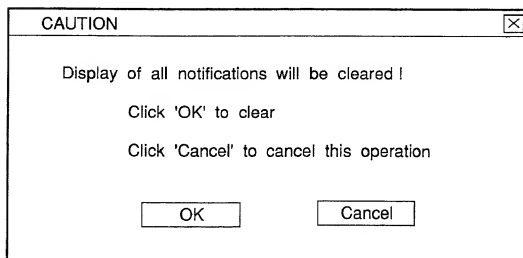 CAUTION
Display of all notifications will be cleared !
Click 'OK' to clear
Click 'Cancel' to cancel this operation
OK Cancel